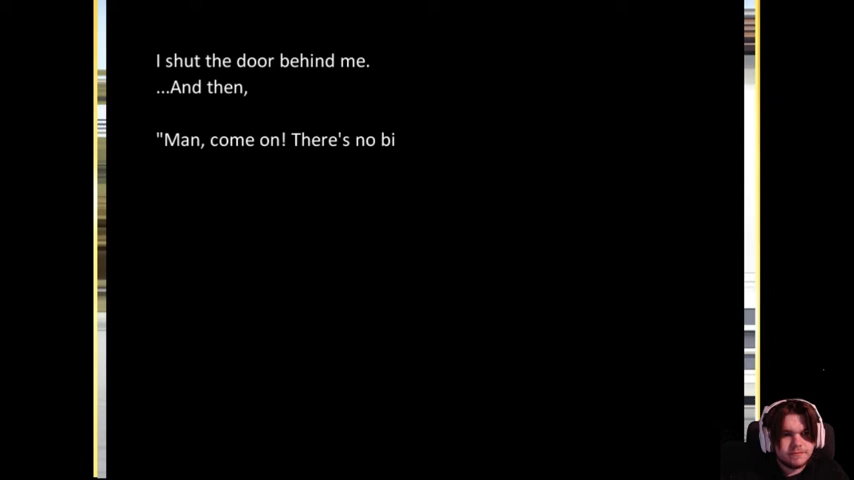 I shut the door behind me.
...And then,
"Man, come on! There's no bi